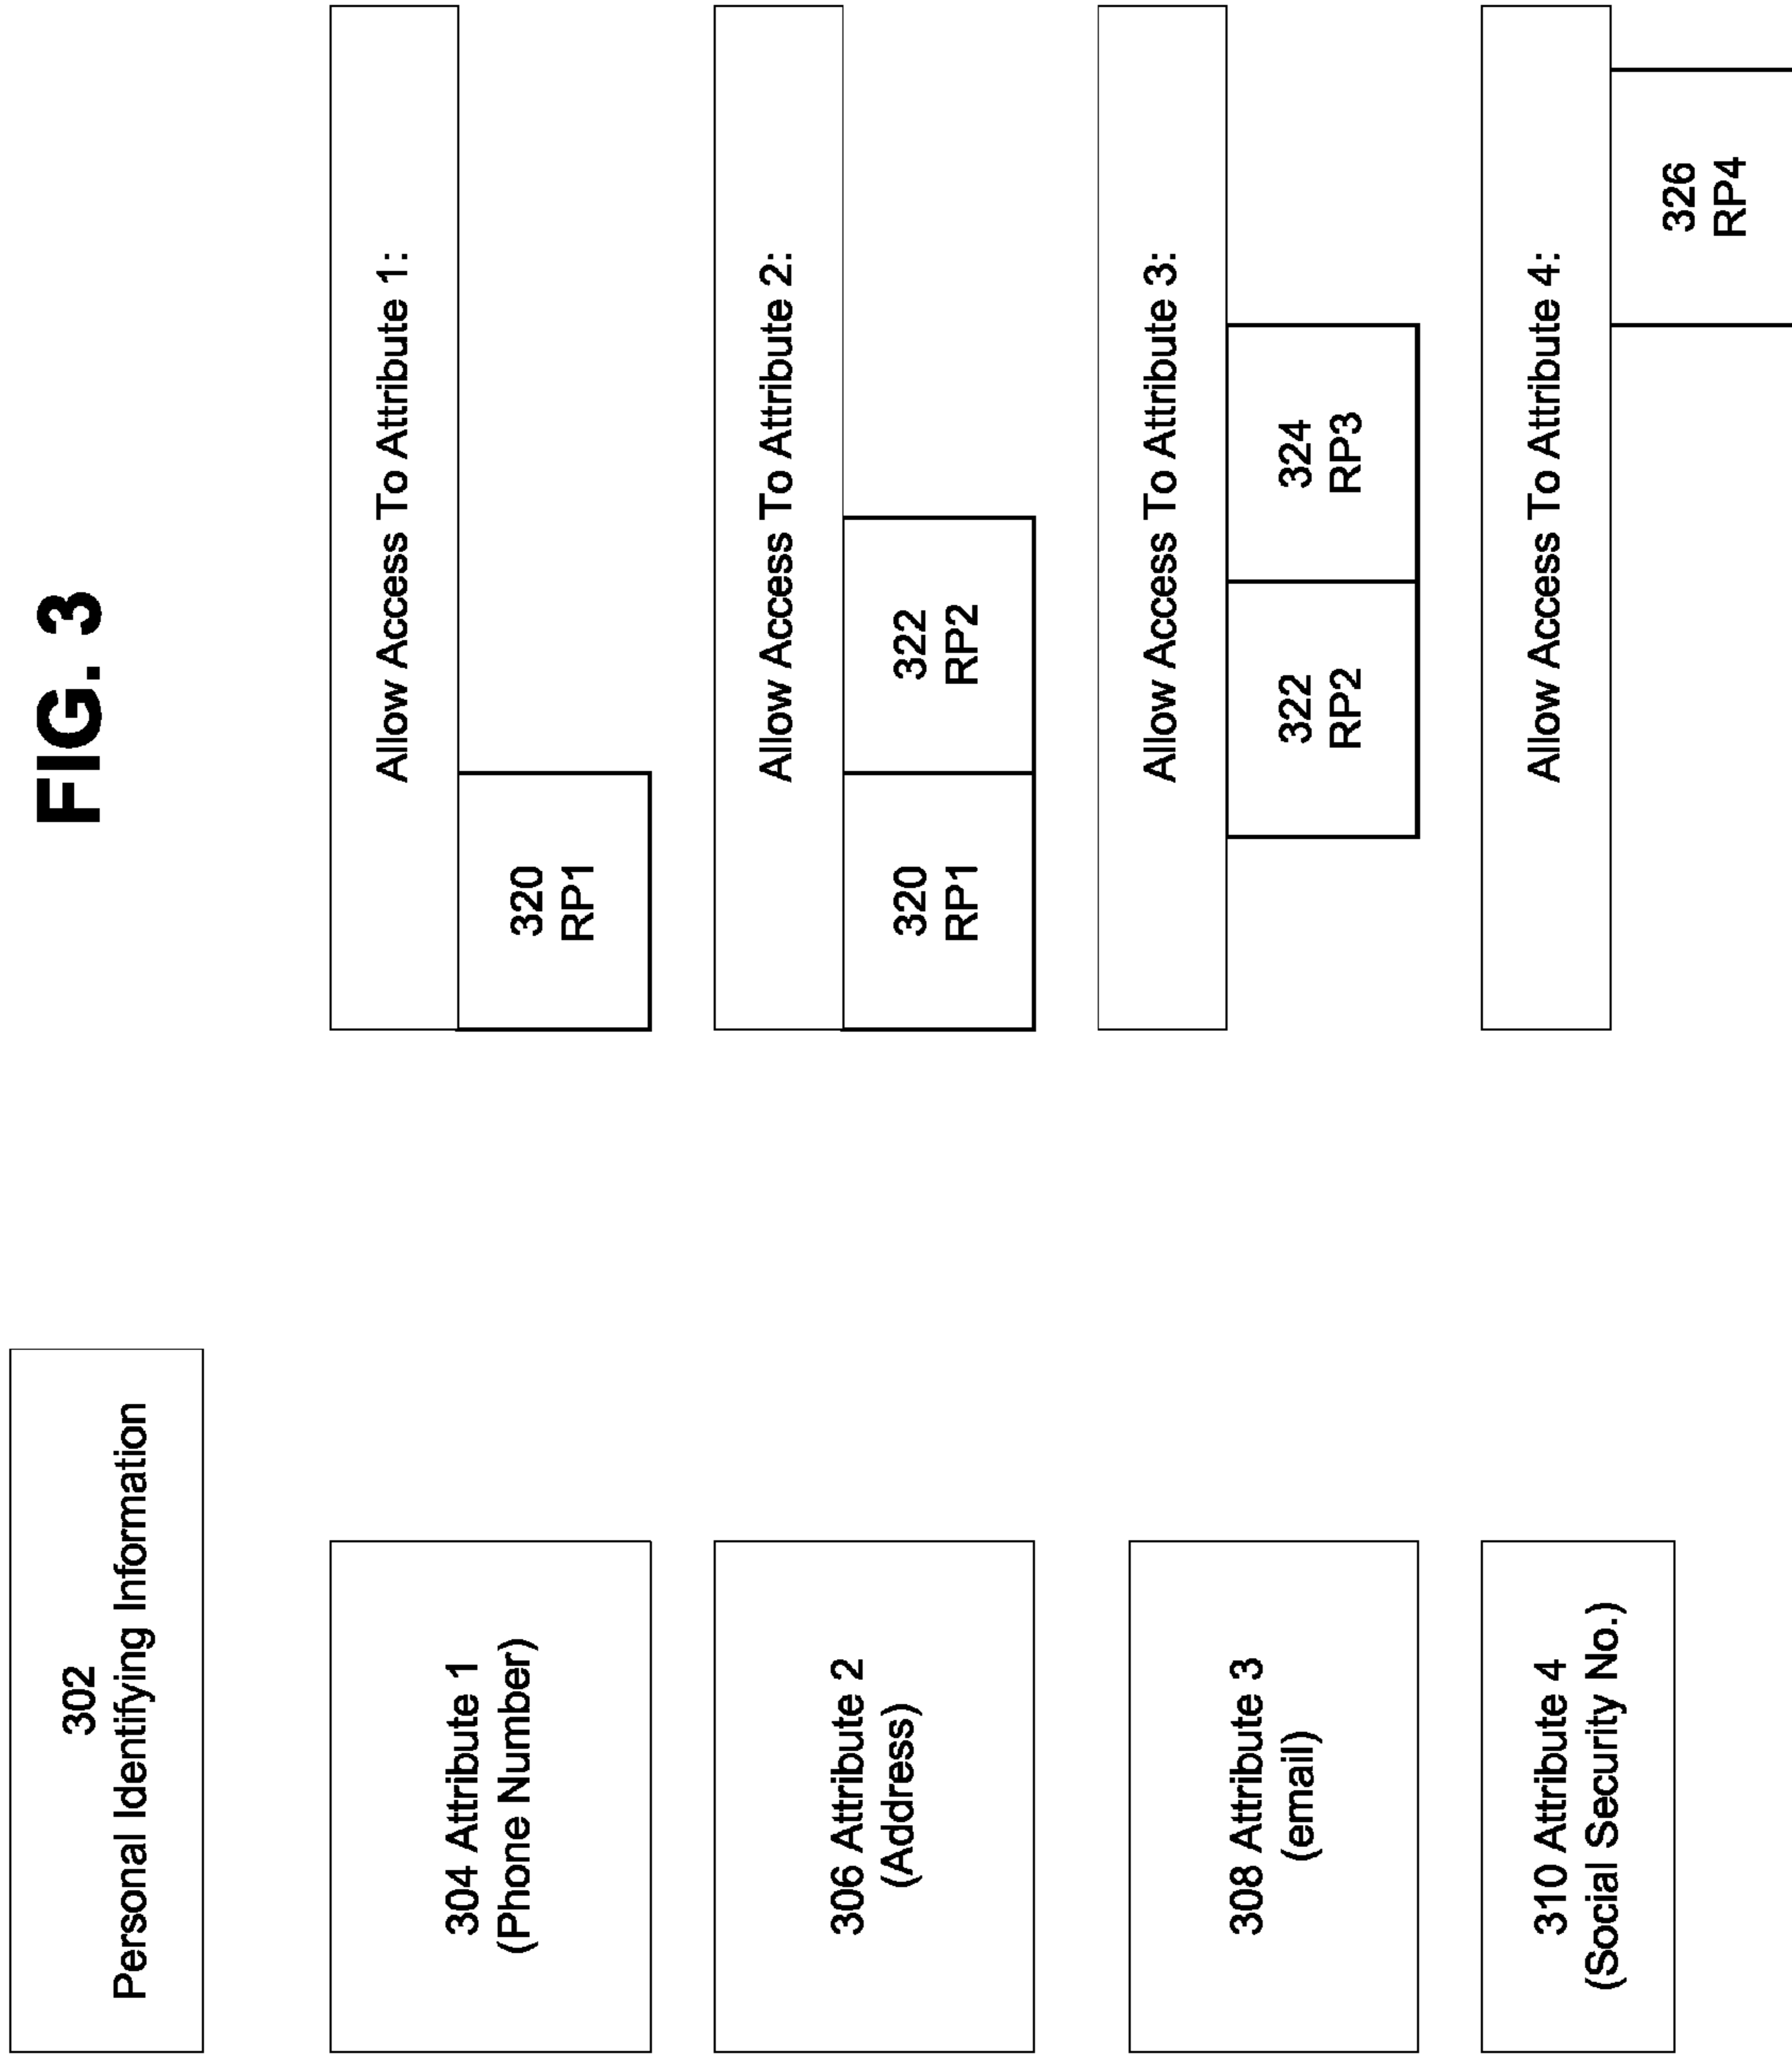 FIG. 3
302
Personal Identifying Information
304 Attribute 1
(Phone Number)
Allow Access To Attribute 1:
320
RP1
306 Attribute 2
(Address)
Allow Access To Attribute 2:
320
RP1
322
RP2
308 Attribute 3
(email)
Allow Access To Attribute 3:
322
RP2
324
RP3
310 Attribute 4
(Social Security No.)
Allow Access To Attribute 4:
326
RP4